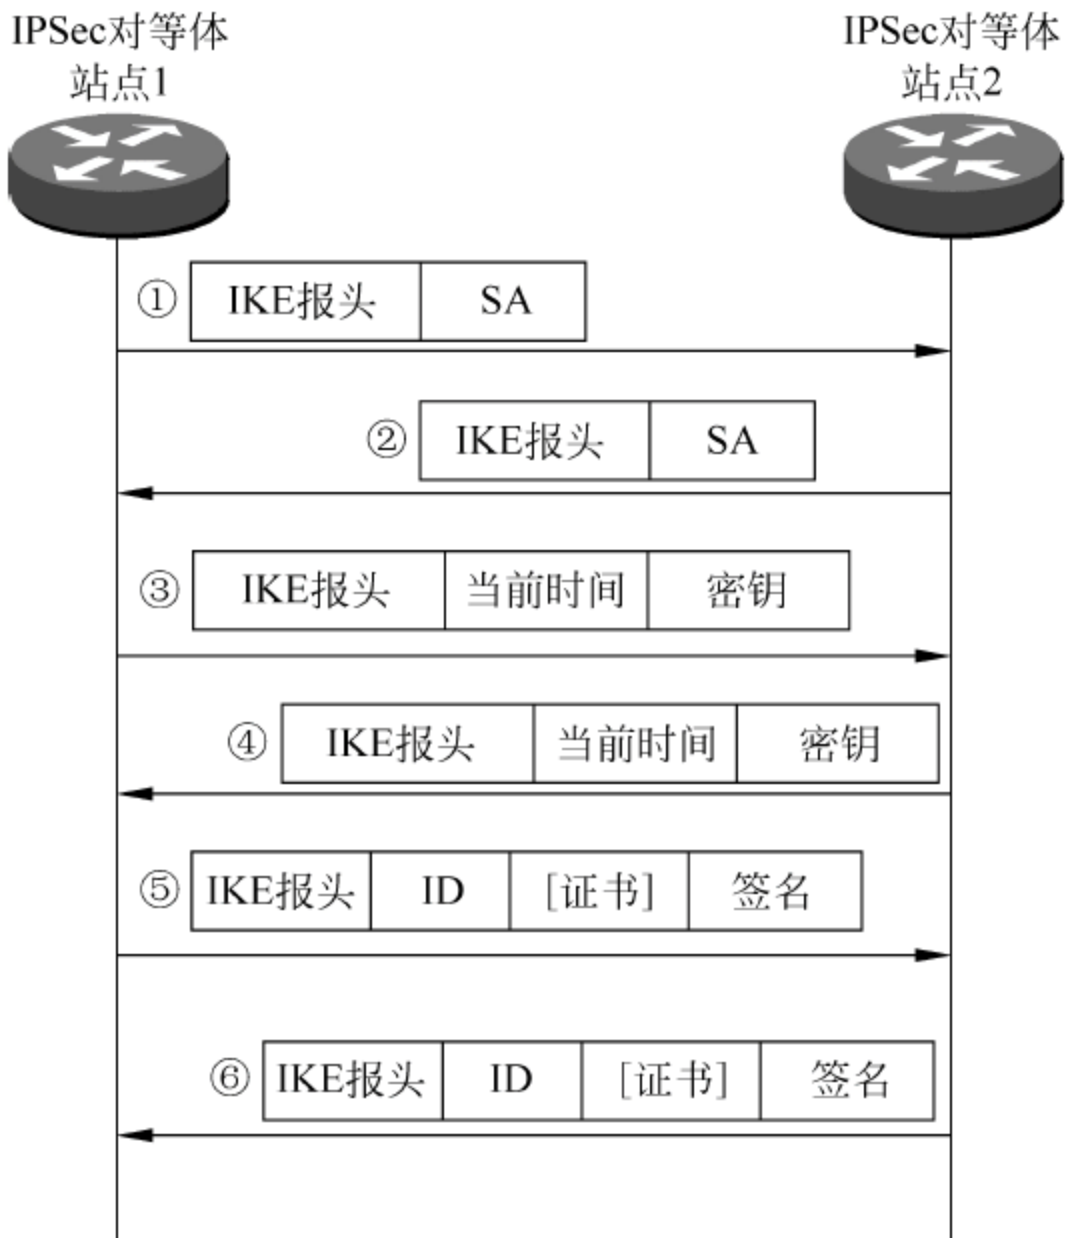 IPSec对等体
站点1
IPSec对等体
站点2
① IKE报头 SA
② IKE报头 SA
③ IKE报头 当前时间 密钥
④ IKE报头 当前时间 密钥
⑤ IKE报头 ID [证书] 签名
⑥ IKE报头 ID [证书] 签名